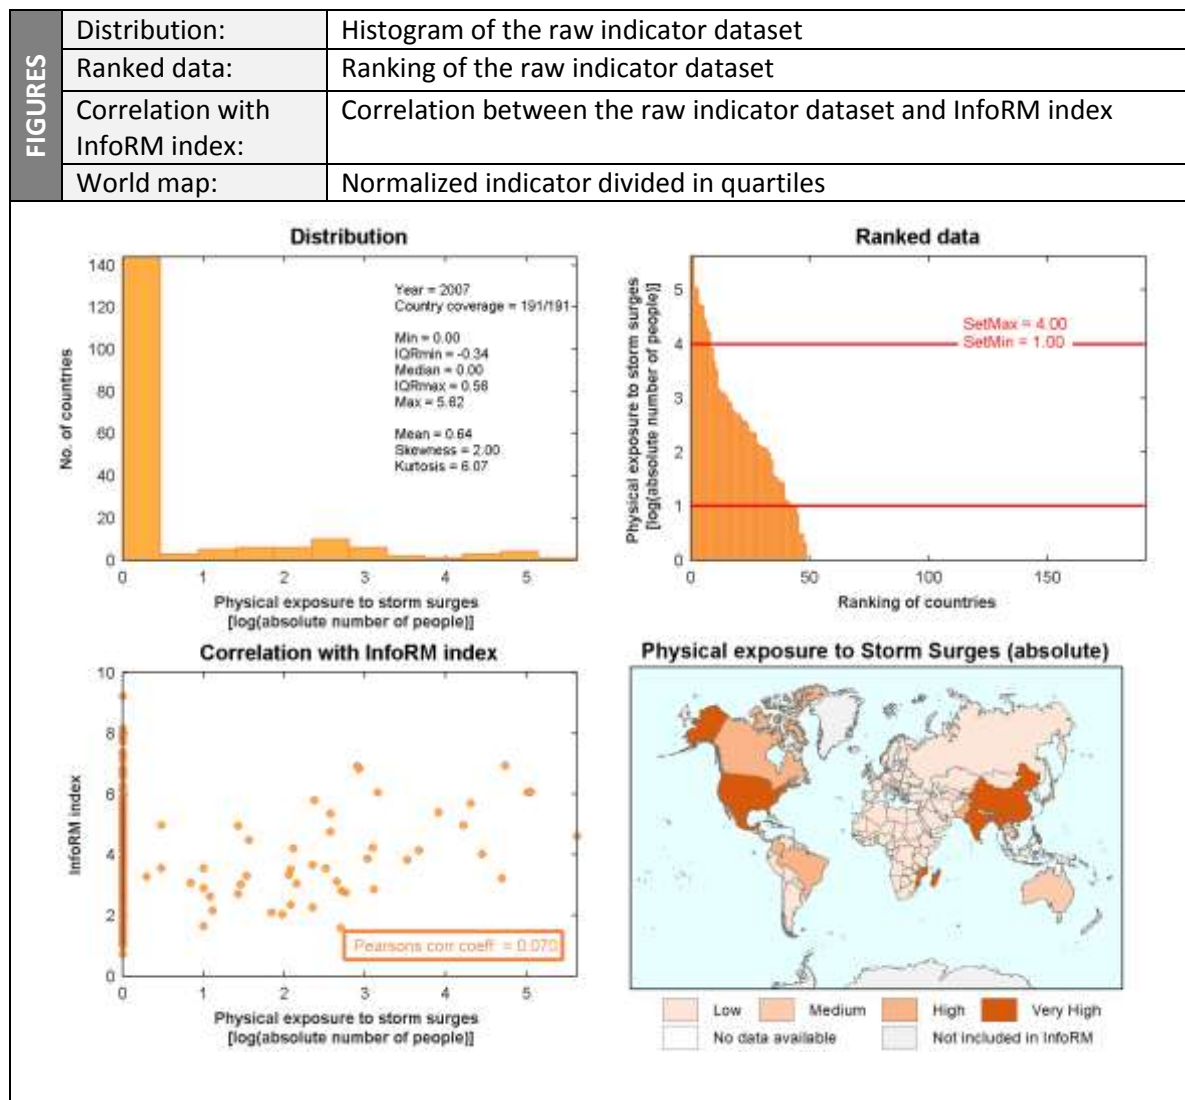 FIGURES
Distribution: Histogram of the raw indicator dataset
Ranked data: Ranking of the raw indicator dataset
Correlation with Correlation between the raw indicator dataset and InfoRM index
InfoRM index:
World map: Normalized indicator divided in quartiles
Distribution
No. of countries
140
120
100
80
60
40
20
0
Year = 2007
Country coverage = 191/191
Min = 0.00
IQRmin = -0.34
Median = 0.00
IQRmax = 0.56
Max = 5.62
Mean = 0.64
Skewness = 2.00
Kurtosis = 6.07
0 1 2 3 4 5
Physical exposure to storm surges
[log(absolute number of people)]
Ranked data
Physical exposure to storm surges
[log(absolute number of people)]
5
4
3
2
1
0
SetMax = 4.00
SetMin = 1.00
0 50 100 150
Ranking of countries
Correlation with InfoRM index
InfoRM index
10
8
6
4
2
0
Pearsons corr coeff = 0.070
0 1 2 3 4 5
Physical exposure to storm surges
[log(absolute number of people)]
Physical exposure to Storm Surges (absolute)
Low Medium High Very High
No data available Not included in InfoRM